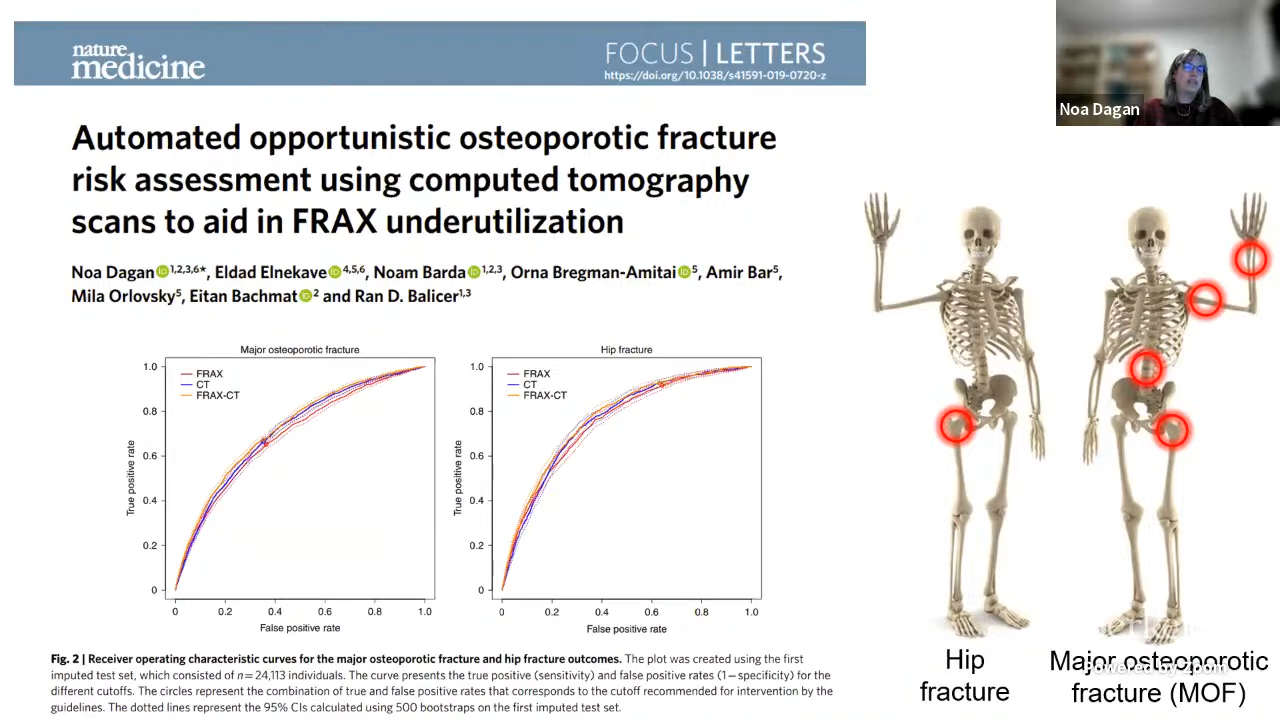 nature
medicine
FOCUS | LETTERS
https://doi.org/10.1038/s41591-019-0720-z
Noa Dagan
Automated opportunistic osteoporotic fracture
risk assessment using computed tomography
scans to aid in FRAX underutilization
Noa Dagan iD 1,2,3,6*, Eldad Elnekave iD 4,5,6, Noam Barda iD 1,2,3, Orna Bregman-Amitai iD 5, Amir Bar5,
Mila Orlovsky5, Eitan Bachmat iD 2 and Ran D. Balicer1,3
Major osteoporotic fracture
FRAX
CT
FRAX-CT
True positive rate
1.0
0.8
0.6
0.4
0.2
0
0 0.2 0.4 0.6 0.8 1.0
False positive rate
Hip fracture
FRAX
CT
FRAX-CT
True positive rate
1.0
0.8
0.6
0.4
0.2
0
0 0.2 0.4 0.6 0.8 1.0
False positive rate
Fig. 2 | Receiver operating characteristic curves for the major osteoporotic fracture and hip fracture outcomes. The plot was created using the first
imputed test set, which consisted of n = 24,113 individuals. The curve presents the true positive (sensitivity) and false positive rates (1 – specificity) for the
different cutoffs. The circles represent the combination of true and false positive rates that corresponds to the cutoff recommended for intervention by the
guidelines. The dotted lines represent the 95% CIs calculated using 500 bootstraps on the first imputed test set.
Hip
fracture
Major osteoporotic
fracture (MOF)
Powered by Zoom